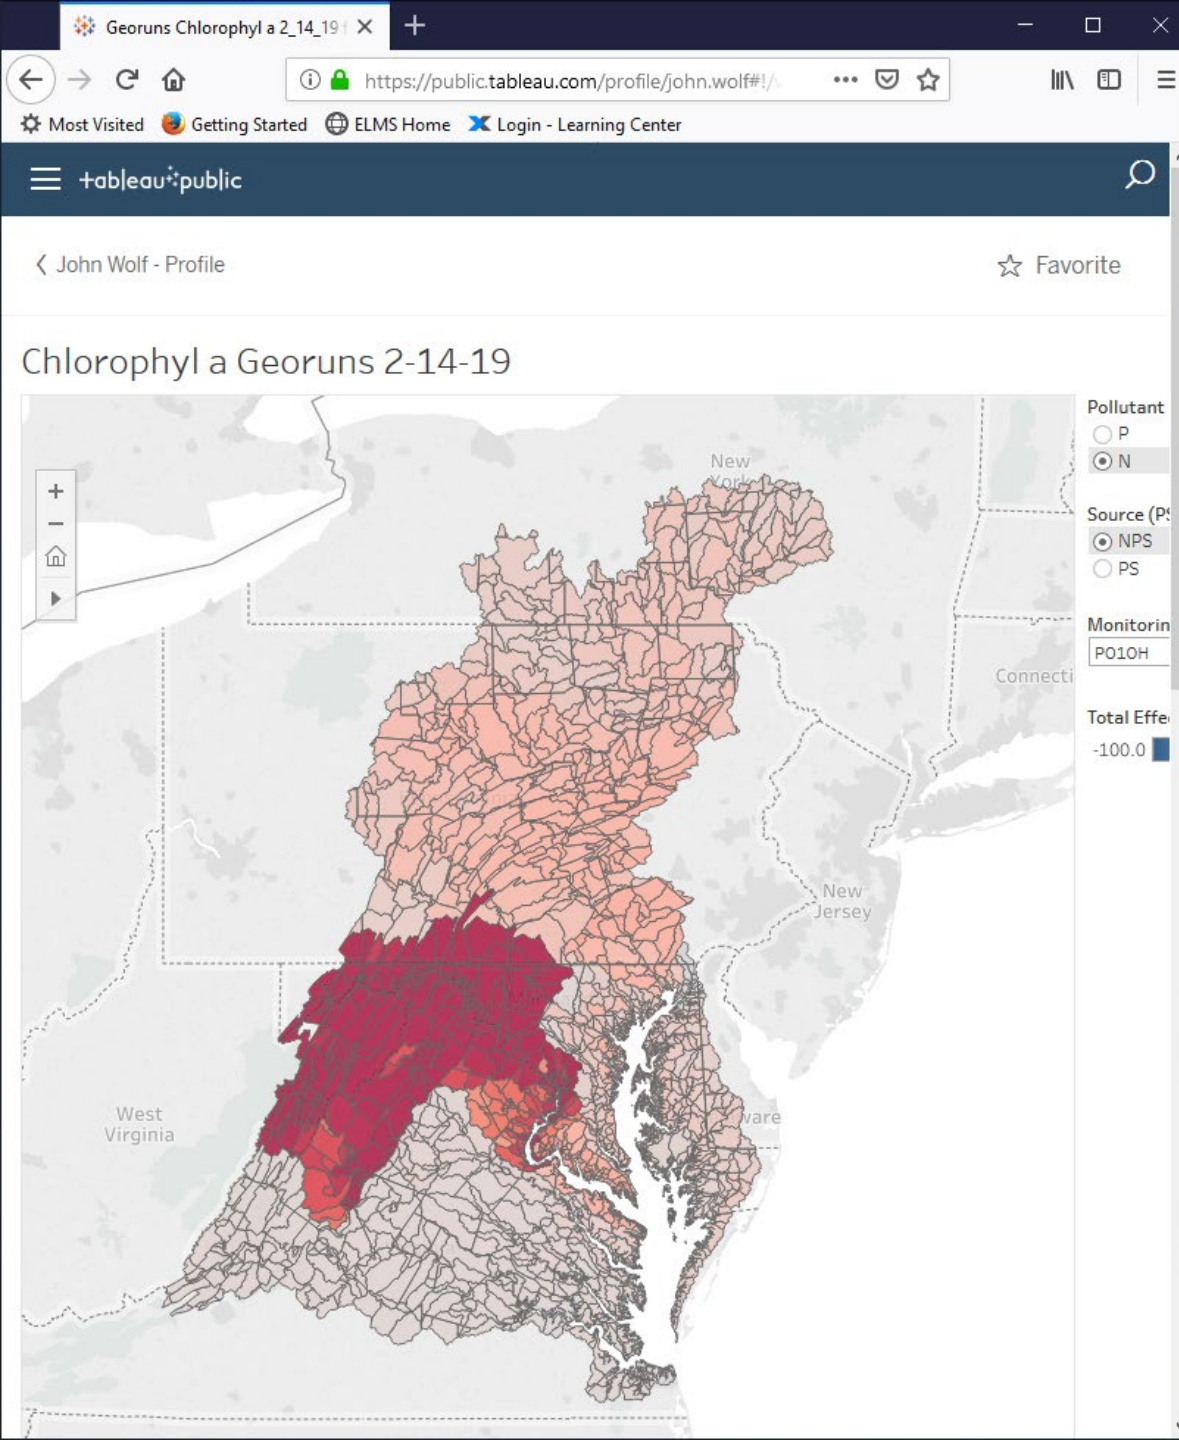 Georuns Chlorophyl a 2_14_19
https://public.tableau.com/profile/john.wolf#!/
Most Visited Getting Started ELMS Home Login - Learning Center
+ableau public
John Wolf - Profile
Favorite
Chlorophyl a Georuns 2-14-19
Pollutant
P
N
Source (PS
NPS
PS
Monitorin
PO1OH
Total Effe
-100.0
New
York
Connecti
New
Jersey
West
Virginia
ware